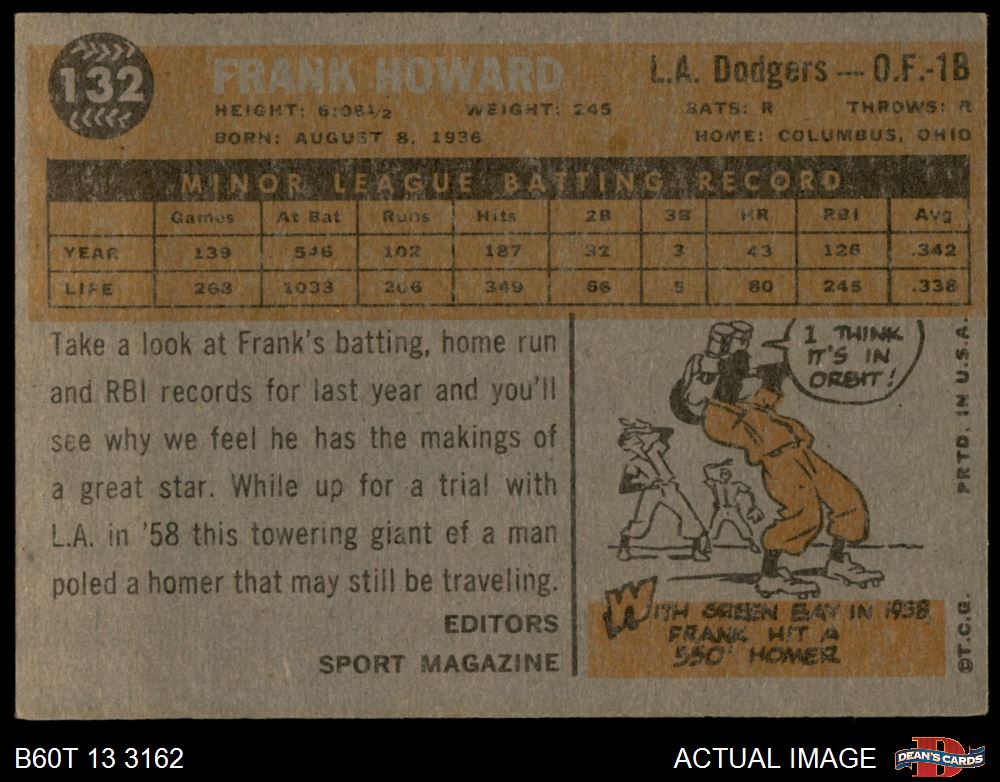 132
FRANK HOWARD
L.A. Dodgers — O.F.-1B
HEIGHT: 6:06½ WEIGHT: 245 BATS: R THROWS: R
BORN: AUGUST 8, 1936 HOME: COLUMBUS, OHIO
MINOR LEAGUE BATTING RECORD
Games At Bat Runs Hits 2B 3B HR RBI Avg
YEAR 139 546 102 187 32 3 43 126 .342
LIFE 268 1033 206 349 66 5 80 245 .338
Take a look at Frank's batting, home run
and RBI records for last year and you'll
see why we feel he has the makings of
a great star. While up for a trial with
L.A. in '58 this towering giant of a man
poled a homer that may still be traveling.
EDITORS
SPORT MAGAZINE
I THINK
IT'S IN
ORBIT!
WITH GREEN BAY IN 1958
FRANK HIT A
550' HOMER
©T.C.G. PRTD. IN U.S.A.
B60T 13 3162
ACTUAL IMAGE
D
DEAN'S CARDS